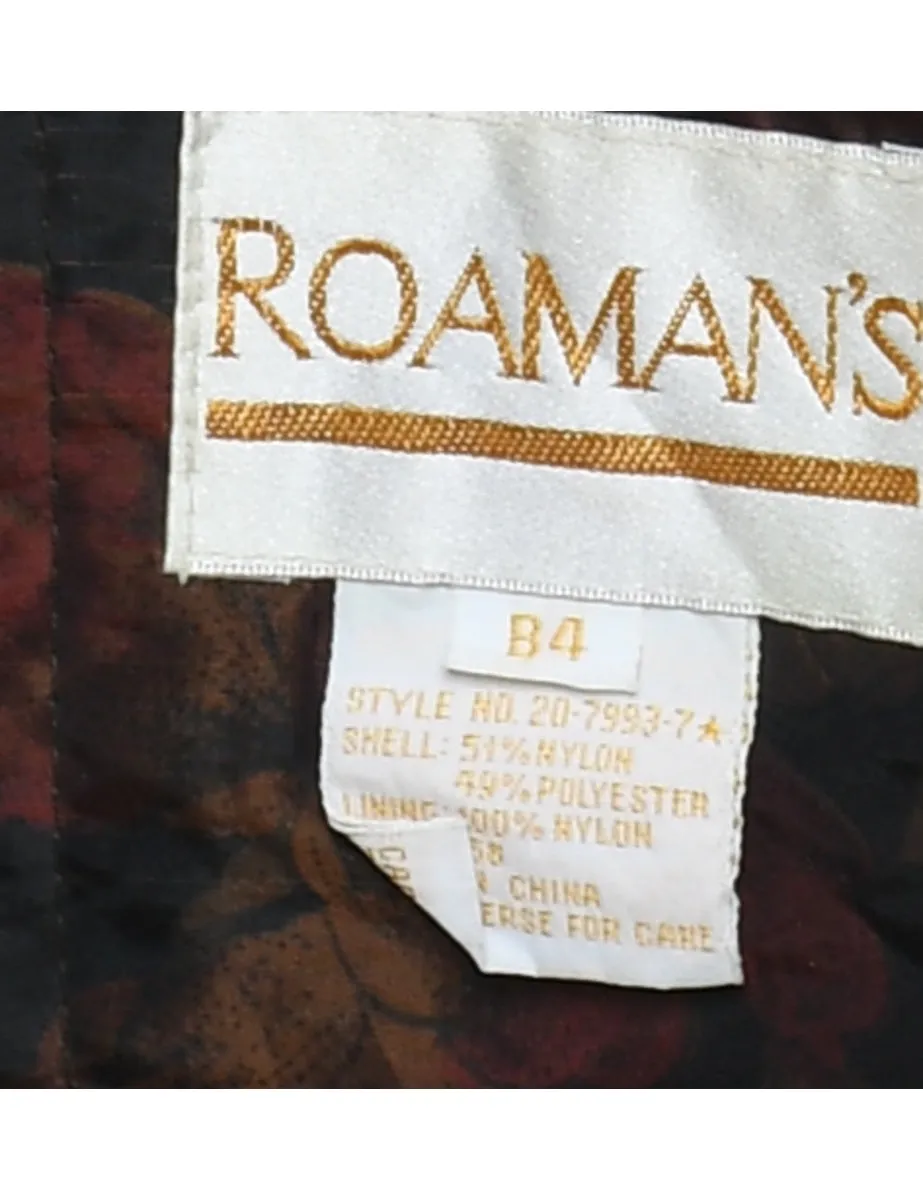 ROAMAN'S
B4
STYLE NO. 20-7993-7★
SHELL: 51% NYLON
49% POLYESTER
LINING: 100% NYLON
58
N CHINA
ERSE FOR CARE